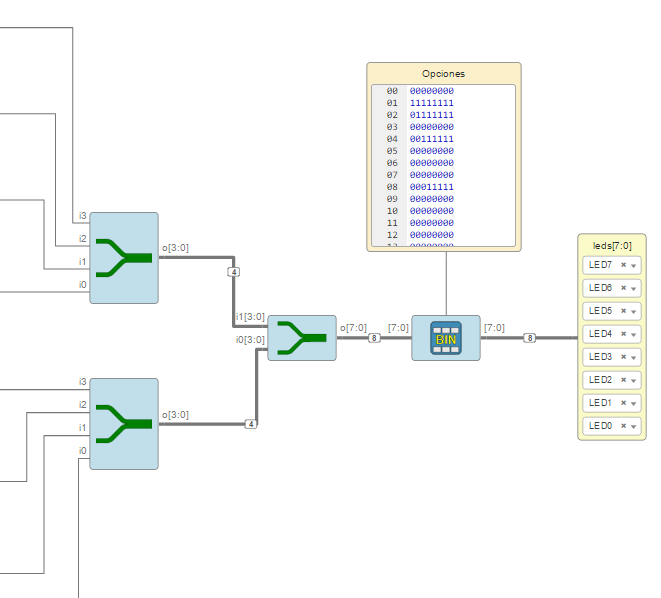 Opciones
00 00000000
01 11111111
02 01111111
03 00000000
04 00111111
05 00000000
06 00000000
07 00000000
08 00011111
09 00000000
10 00000000
11 00000000
12 00000000
i3
i2
i1
i0
o[3:0]
4
i1[3:0]
i0[3:0]
o[7:0]
8
[7:0]
BIN
[7:0]
8
leds[7:0]
LED7
LED6
LED5
LED4
LED3
LED2
LED1
LED0
i3
i2
i1
i0
o[3:0]
4